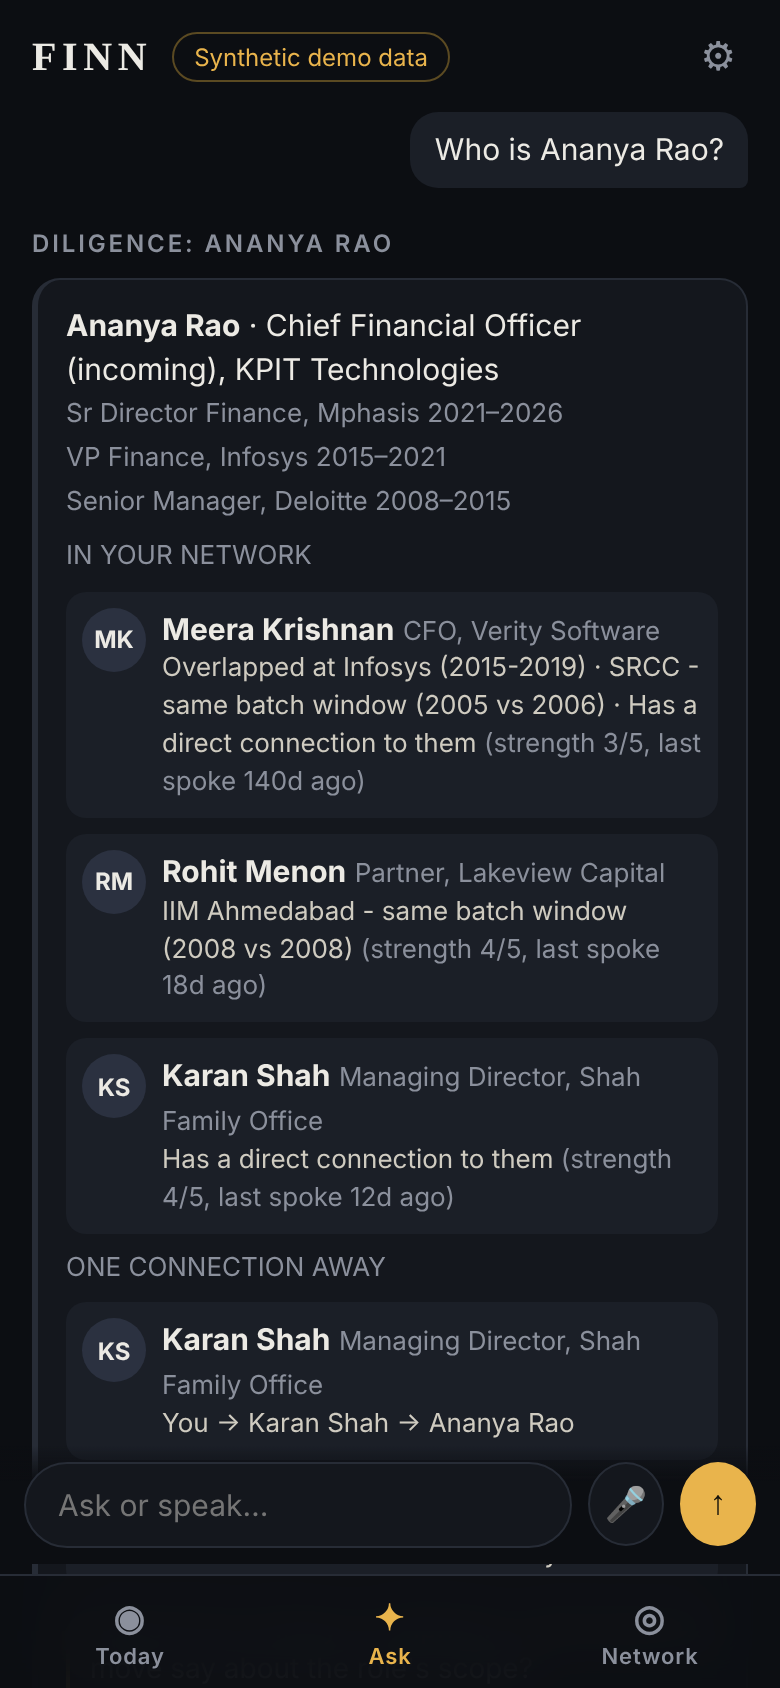 FINN
Synthetic demo data
Who is Ananya Rao?
DILIGENCE: ANANYA RAO
Ananya Rao · Chief Financial Officer
(incoming), KPIT Technologies
Sr Director Finance, Mphasis 2021–2026
VP Finance, Infosys 2015–2021
Senior Manager, Deloitte 2008–2015
IN YOUR NETWORK
MK
Meera Krishnan CFO, Verity Software
Overlapped at Infosys (2015-2019) · SRCC -
same batch window (2005 vs 2006) · Has a
direct connection to them (strength 3/5, last
spoke 140d ago)
RM
Rohit Menon Partner, Lakeview Capital
IIM Ahmedabad - same batch window
(2008 vs 2008) (strength 4/5, last spoke
18d ago)
KS
Karan Shah Managing Director, Shah
Family Office
Has a direct connection to them (strength
4/5, last spoke 12d ago)
ONE CONNECTION AWAY
KS
Karan Shah Managing Director, Shah
Family Office
You → Karan Shah → Ananya Rao
Ask or speak...
↑
Today
Ask
Network
move say about the role's scope?